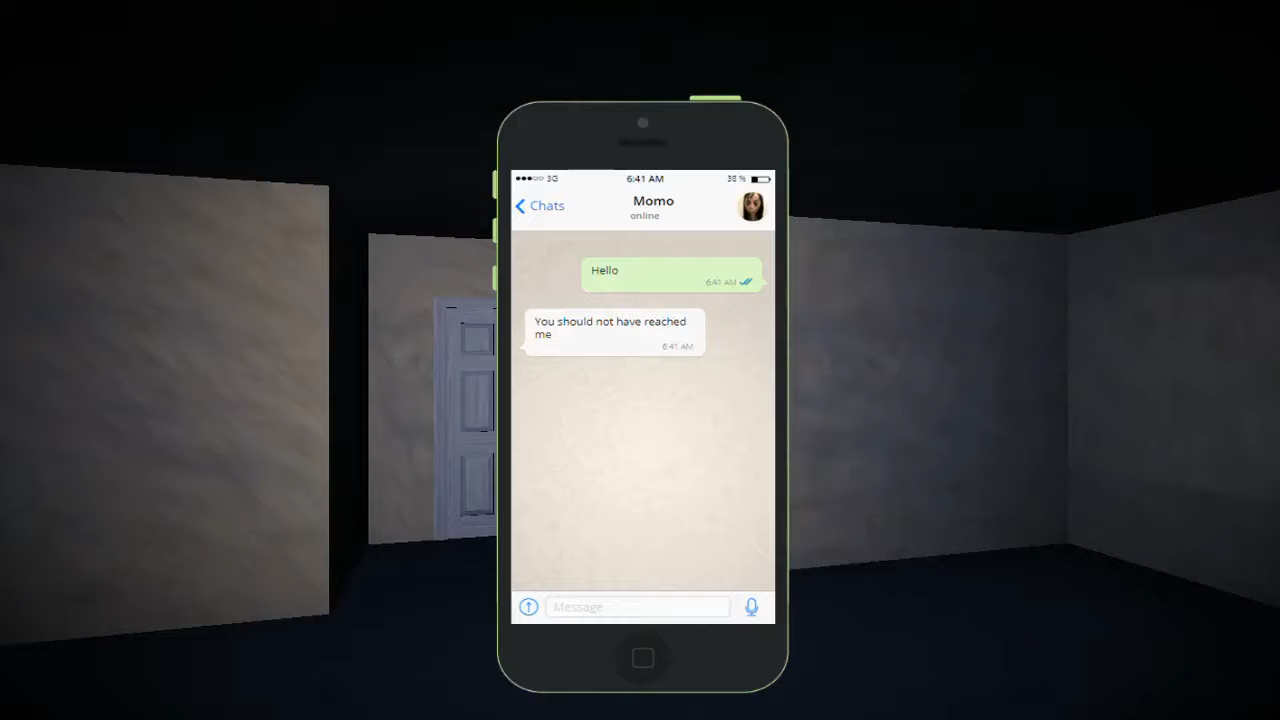 3G 6:41 AM 38 %
Chats Momo
online
Hello
6:41 AM
You should not have reached
me
6:41 AM
Message